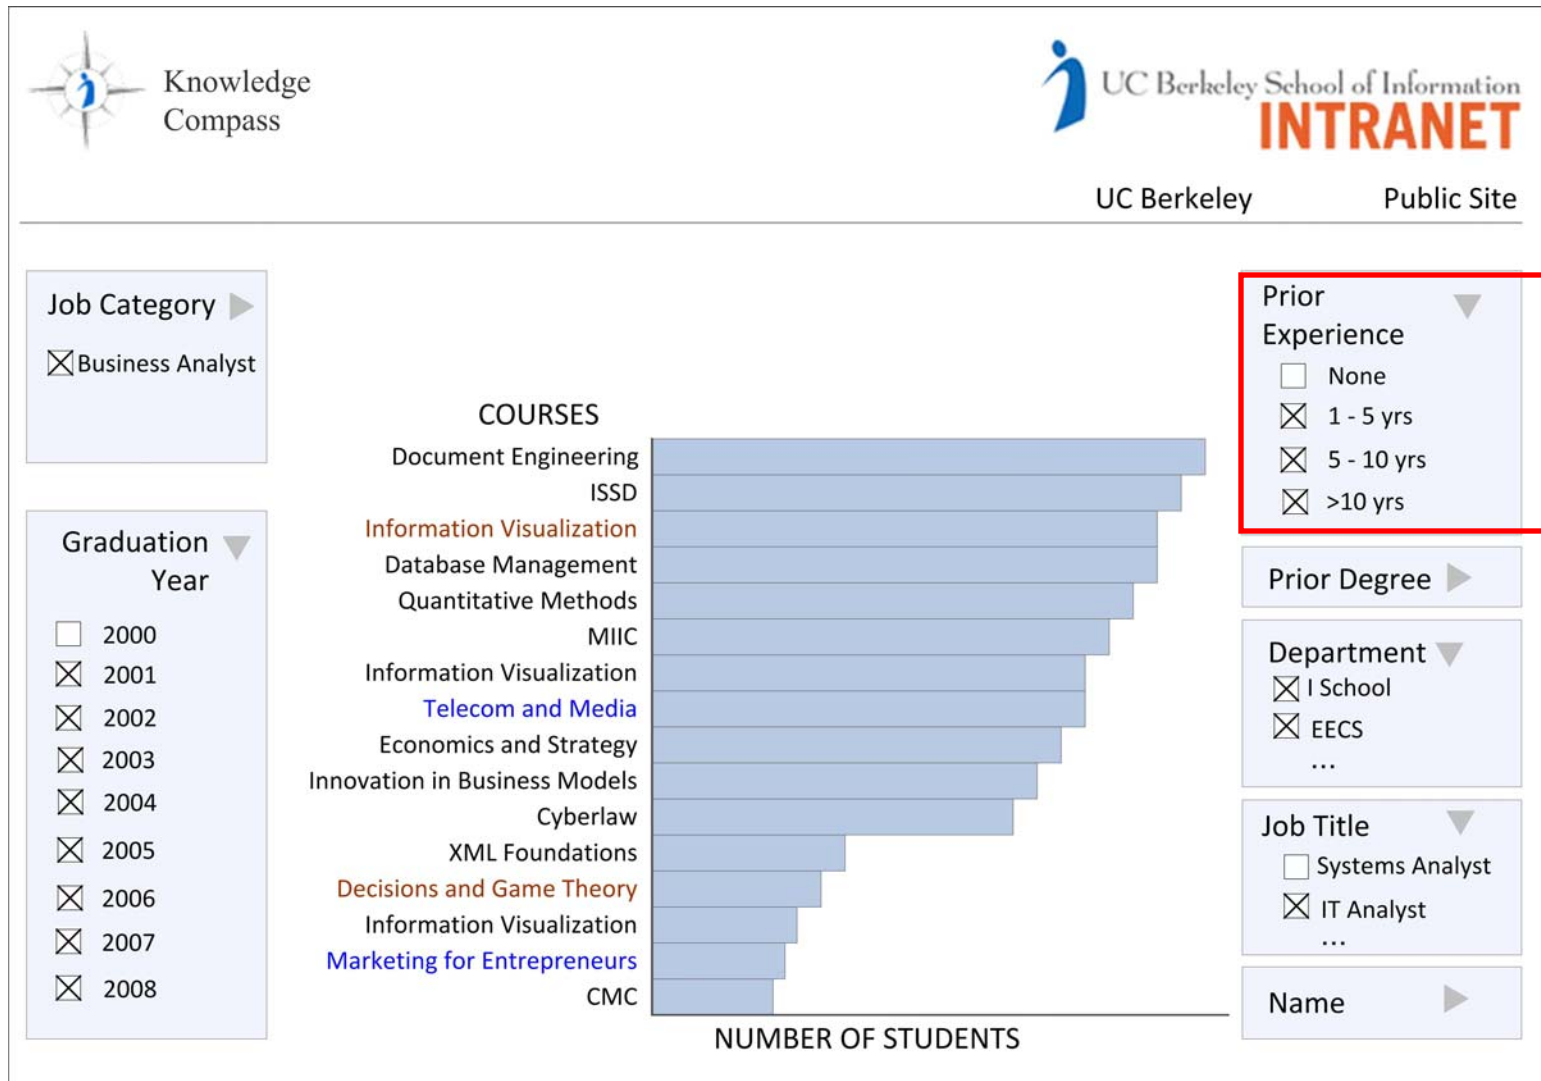 Knowledge
Compass
UC Berkeley School of Information
INTRANET
UC Berkeley
Public Site
Job Category
Business Analyst
Graduation
Year
2000
2001
2002
2003
2004
2005
2006
2007
2008
COURSES
Document Engineering
ISSD
Information Visualization
Database Management
Quantitative Methods
MIIC
Information Visualization
Telecom and Media
Economics and Strategy
Innovation in Business Models
Cyberlaw
XML Foundations
Decisions and Game Theory
Information Visualization
Marketing for Entrepreneurs
CMC
NUMBER OF STUDENTS
Prior
Experience
None
1 - 5 yrs
5 - 10 yrs
>10 yrs
Prior Degree
Department
I School
EECS
...
Job Title
Systems Analyst
IT Analyst
...
Name